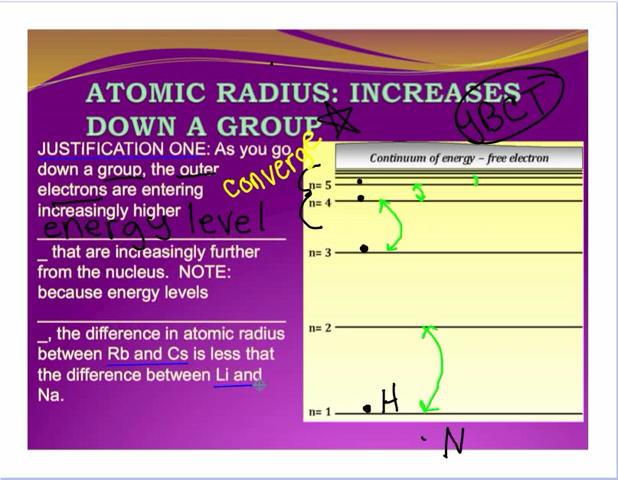 ATOMIC RADIUS: INCREASES
DOWN A GROUP
JUSTIFICATION ONE: As you go
down a group, the outer
electrons are entering
increasingly higher
energy level
_ that are increasingly further
from the nucleus. NOTE:
because energy levels
converge
_, the difference in atomic radius
between Rb and Cs is less that
the difference between Li and
Na.
Continuum of energy – free electron
n= 5
n= 4
n= 3
n= 2
n= 1
H
N